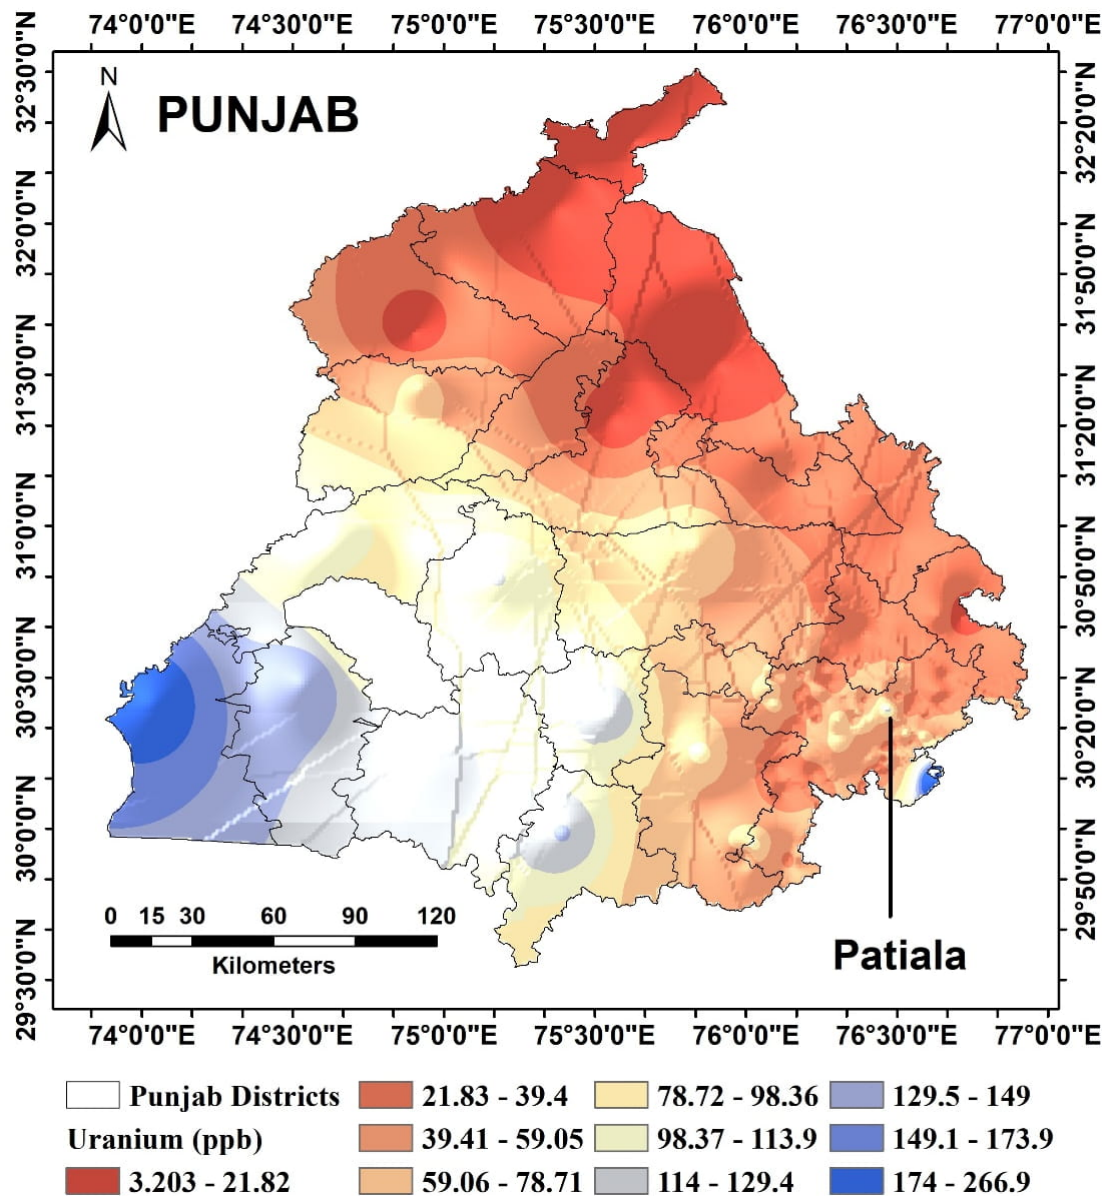 74°0'0"E 74°30'0"E 75°0'0"E 75°30'0"E 76°0'0"E 76°30'0"E 77°0'0"E
32°30'0"N
32°0'0"N
31°30'0"N
31°0'0"N
30°30'0"N
30°0'0"N
29°30'0"N
N
PUNJAB
32°20'0"N
31°50'0"N
31°20'0"N
30°50'0"N
30°20'0"N
29°50'0"N
0 15 30 60 90 120
Kilometers
Patiala
74°0'0"E 74°30'0"E 75°0'0"E 75°30'0"E 76°0'0"E 76°30'0"E 77°0'0"E
Punjab Districts 21.83 - 39.4 78.72 - 98.36 129.5 - 149
Uranium (ppb) 39.41 - 59.05 98.37 - 113.9 149.1 - 173.9
3.203 - 21.82 59.06 - 78.71 114 - 129.4 174 - 266.9